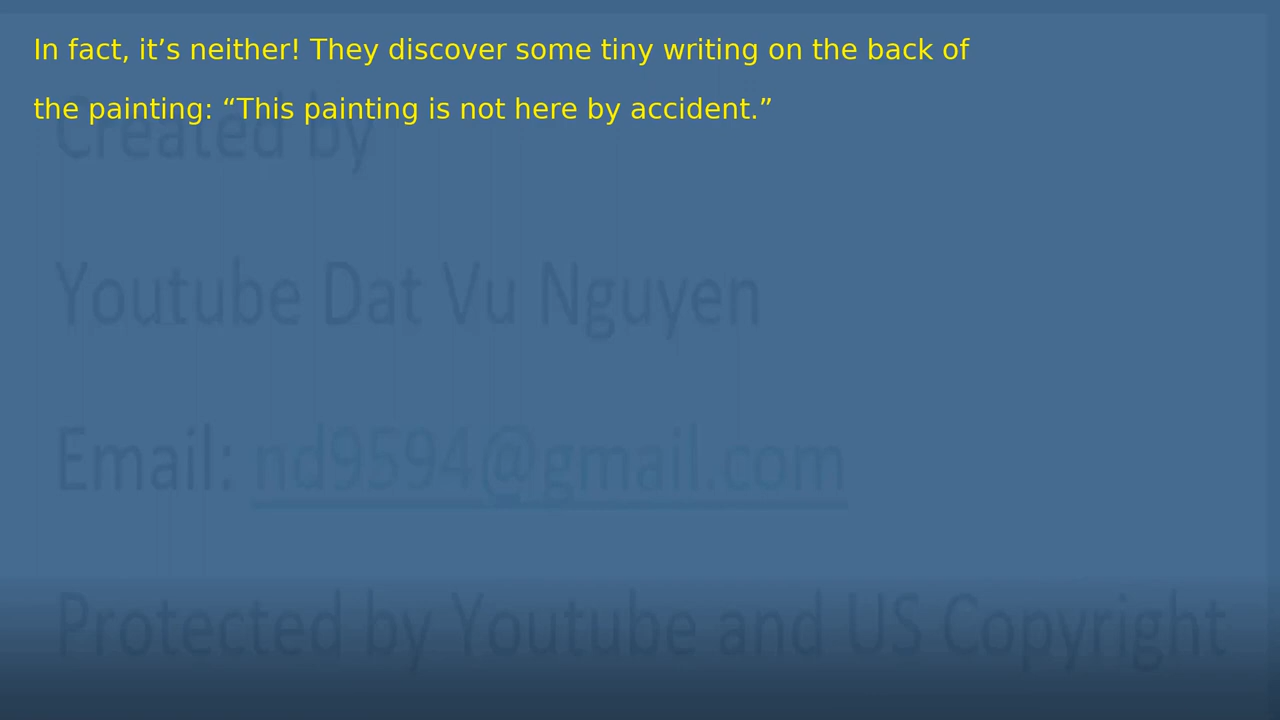 In fact, it’s neither! They discover some tiny writing on the back of
the painting: “This painting is not here by accident.”
Created by
Youtube Dat Vu Nguyen
Email: nd9594@gmail.com
Protected by Youtube and US Copyright